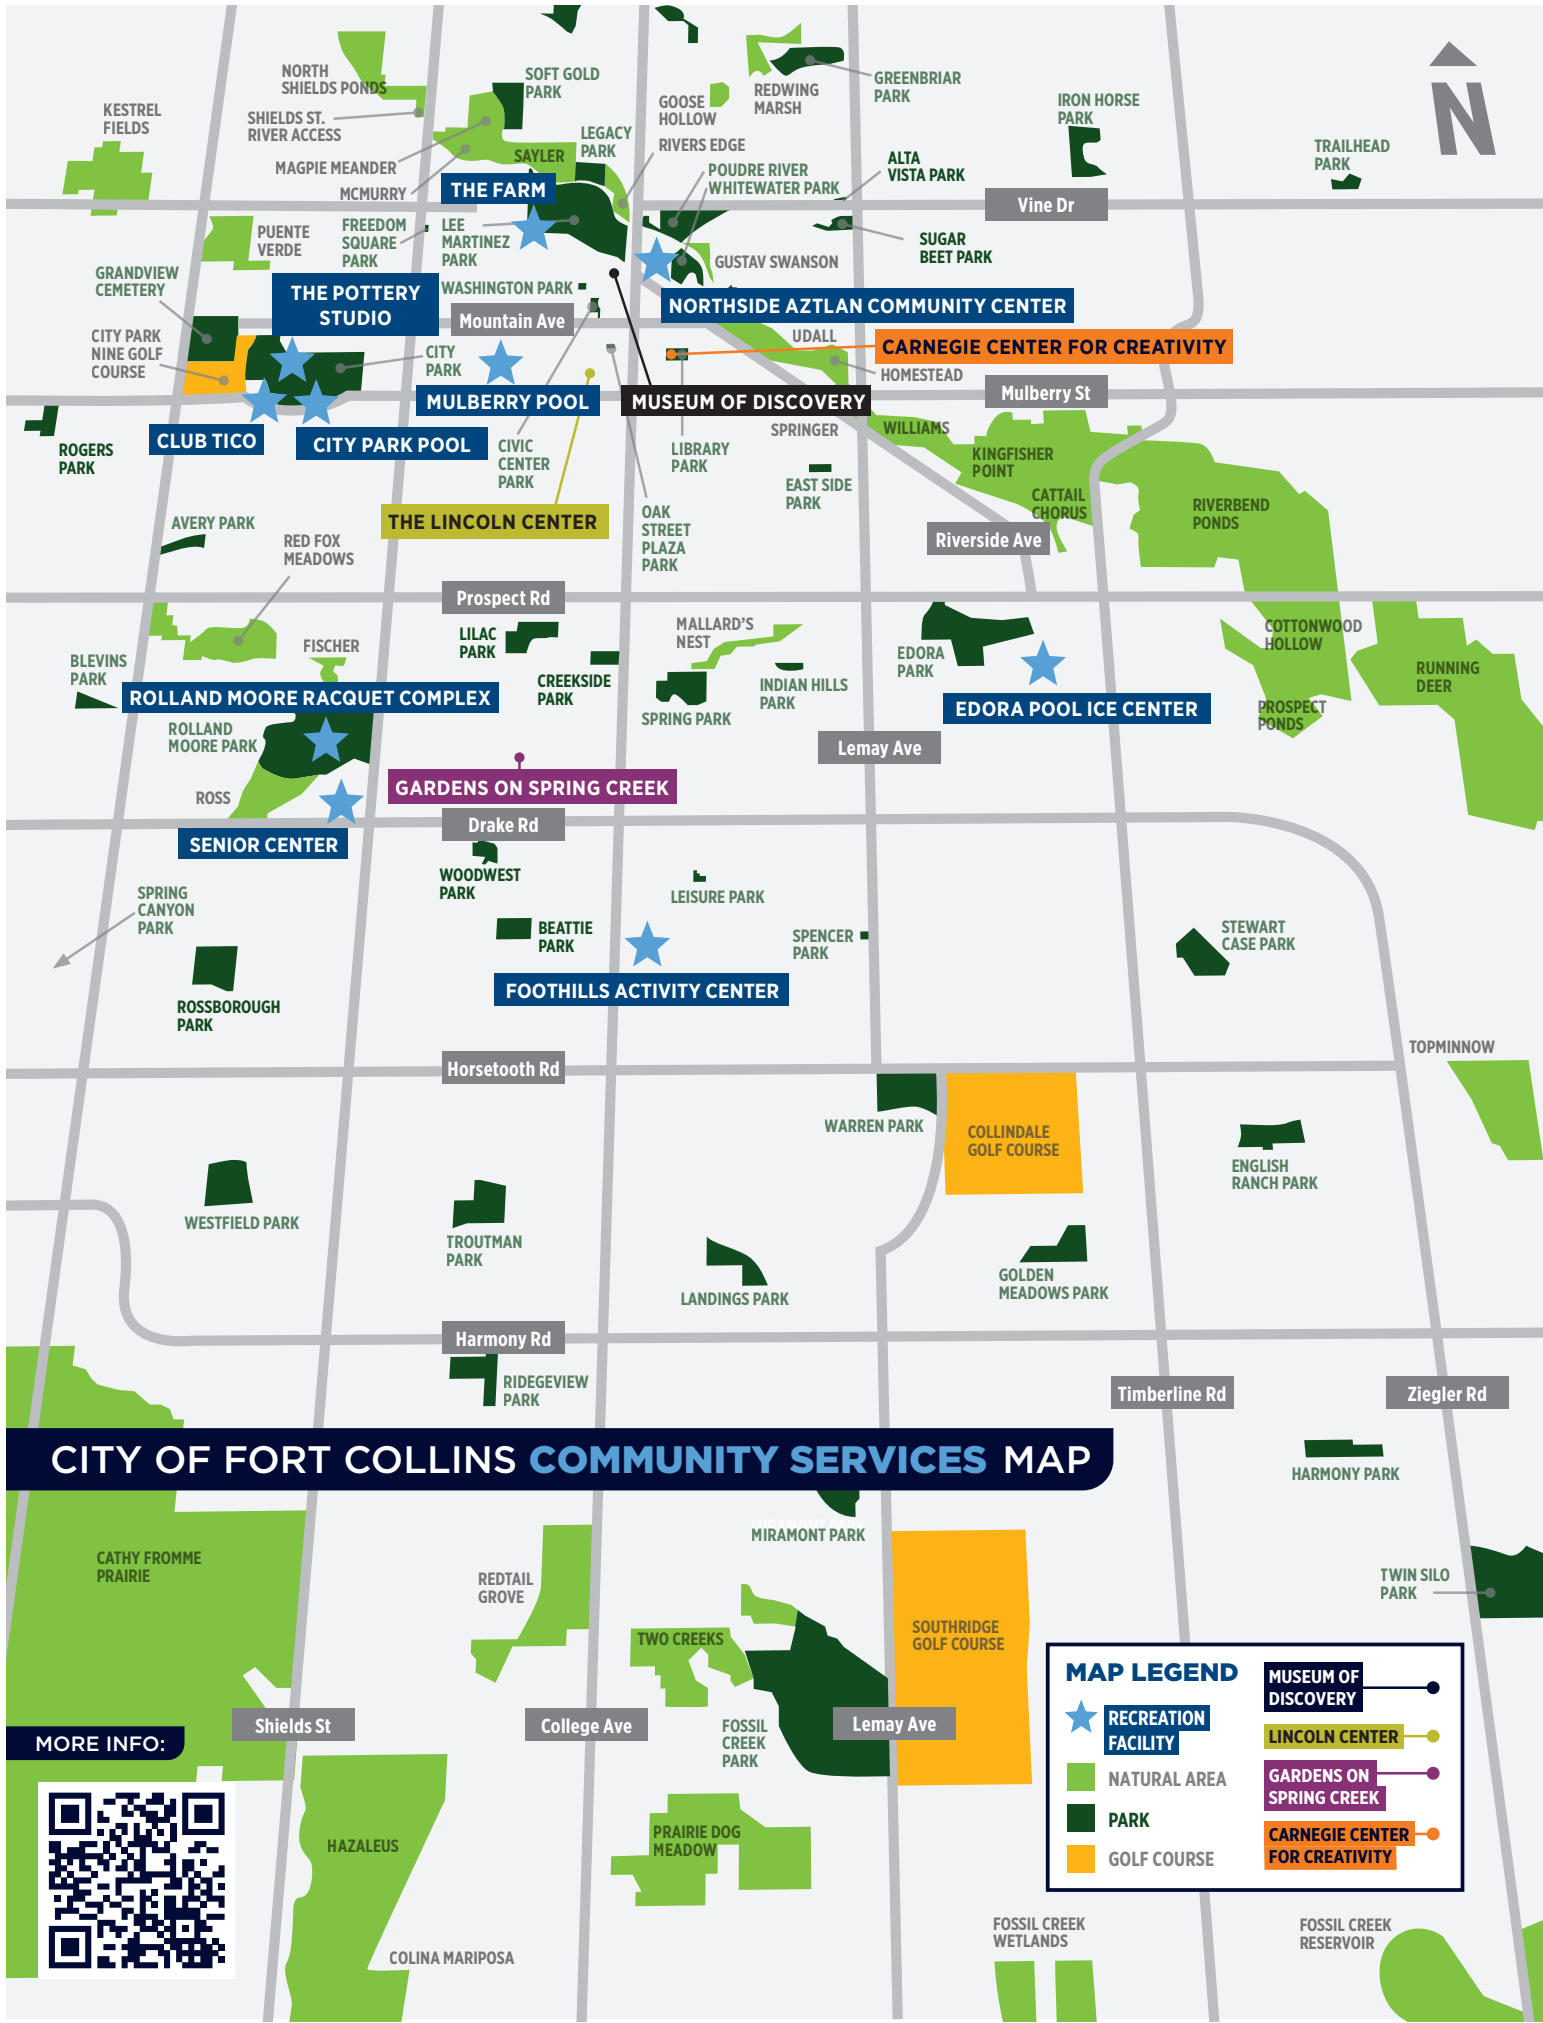 NORTH
SHIELDS PONDS
SOFT GOLD
PARK
GREENBRIAR
PARK
REDWING
MARSH
GOOSE
HOLLOW
IRON HORSE
PARK
N
KESTREL
FIELDS
SHIELDS ST.
RIVER ACCESS
LEGACY
PARK
RIVERS EDGE
TRAILHEAD
PARK
MAGPIE MEANDER
SAYLER
POUDRE RIVER
WHITEWATER PARK
ALTA
VISTA PARK
MCMURRY
THE FARM
Vine Dr
PUENTE
VERDE
FREEDOM
SQUARE
PARK
LEE
MARTINEZ
PARK
SUGAR
BEET PARK
GUSTAV SWANSON
GRANDVIEW
CEMETERY
THE POTTERY
STUDIO
WASHINGTON PARK
NORTHSIDE AZTLAN COMMUNITY CENTER
Mountain Ave
CITY PARK
NINE GOLF
COURSE
CITY
PARK
UDALL
CARNEGIE CENTER FOR CREATIVITY
HOMESTEAD
Mulberry St
MULBERRY POOL
MUSEUM OF DISCOVERY
ROGERS
PARK
CLUB TICO
CITY PARK POOL
CIVIC
CENTER
PARK
LIBRARY
PARK
SPRINGER
WILLIAMS
KINGFISHER
POINT
EAST SIDE
PARK
CATTAIL
CHORUS
RIVERBEND
PONDS
THE LINCOLN CENTER
OAK
STREET
PLAZA
PARK
AVERY PARK
RED FOX
MEADOWS
Riverside Ave
Prospect Rd
LILAC
PARK
MALLARD'S
NEST
FISCHER
EDORA
PARK
COTTONWOOD
HOLLOW
BLEVINS
PARK
CREEKSIDE
PARK
INDIAN HILLS
PARK
RUNNING
DEER
ROLLAND MOORE RACQUET COMPLEX
SPRING PARK
EDORA POOL ICE CENTER
PROSPECT
PONDS
ROLLAND
MOORE PARK
Lemay Ave
ROSS
GARDENS ON SPRING CREEK
Drake Rd
SENIOR CENTER
WOODWEST
PARK
SPRING
CANYON
PARK
LEISURE PARK
BEATTIE
PARK
SPENCER
PARK
STEWART
CASE PARK
FOOTHILLS ACTIVITY CENTER
ROSSBOROUGH
PARK
TOPMINNOW
Horsetooth Rd
WARREN PARK
COLLINDALE
GOLF COURSE
ENGLISH
RANCH PARK
WESTFIELD PARK
TROUTMAN
PARK
LANDINGS PARK
GOLDEN
MEADOWS PARK
Harmony Rd
RIDGEVIEW
PARK
Timberline Rd
Ziegler Rd
CITY OF FORT COLLINS COMMUNITY SERVICES MAP
HARMONY PARK
MIRAMONT PARK
MIRAMONT PARK
CATHY FROMME
PRAIRIE
REDTAIL
GROVE
TWIN SILO
PARK
TWO CREEKS
SOUTHRIDGE
GOLF COURSE
Shields St
College Ave
FOSSIL
CREEK
PARK
Lemay Ave
MAP LEGEND
RECREATION
FACILITY
NATURAL AREA
PARK
GOLF COURSE
MUSEUM OF
DISCOVERY
LINCOLN CENTER
GARDENS ON
SPRING CREEK
CARNEGIE CENTER
FOR CREATIVITY
MORE INFO:
HAZALEUS
PRAIRIE DOG
MEADOW
COLINA MARIPOSA
FOSSIL CREEK
WETLANDS
FOSSIL CREEK
RESERVOIR